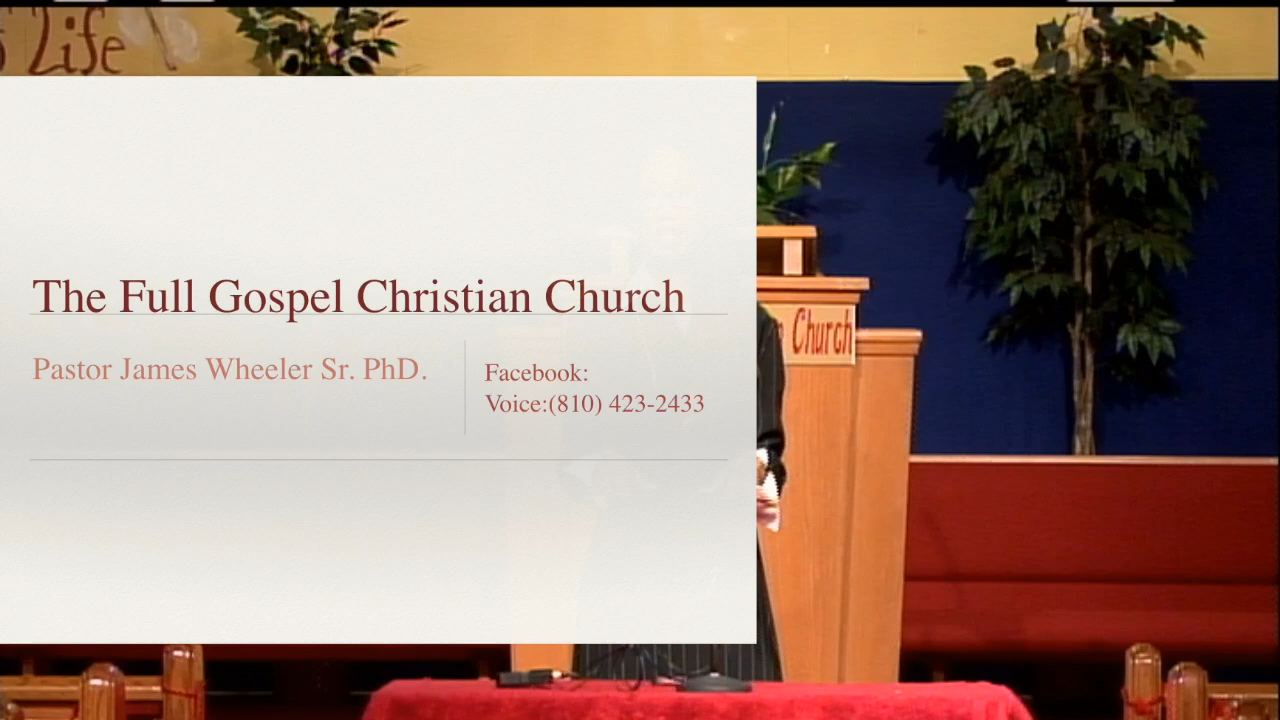 Life
The Full Gospel Christian Church
Pastor James Wheeler Sr. PhD.
Facebook:
Voice:(810) 423-2433
Church